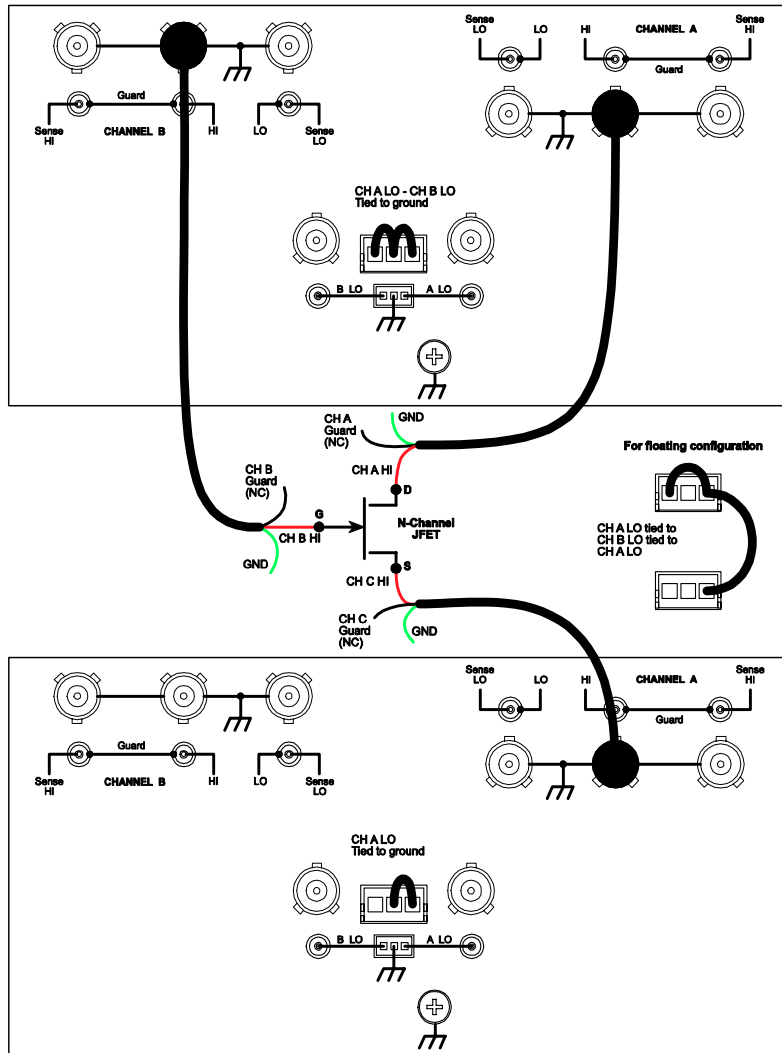 Sense
LO
LO
HI
CHANNEL A
Sense
HI
Guard
Guard
Sense
HI
CHANNEL B
HI
LO
Sense
LO
CH A LO - CH B LO
Tied to ground
B LO
A LO
CH A
Guard
(NC)
GND
CH A HI
For floating configuration
CH B
Guard
(NC)
D
G
N-Channel
JFET
CH B HI
GND
CH A LO tied to
CH B LO tied to
CH A LO
S
CH C HI
CH C
Guard
(NC)
GND
Sense
LO
LO
HI
CHANNEL A
Sense
HI
Guard
Guard
Sense
HI
CHANNEL B
HI
LO
Sense
LO
CH A LO
Tied to ground
B LO
A LO